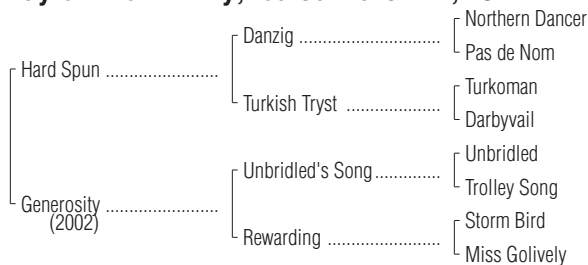 Danzig ................................... Northern Dancer
Pas de Nom
Hard Spun ............................
Turkish Tryst ....................... Turkoman
Darbyvail
Unbridled's Song................ Unbridled
Trolley Song
Generosity ............................
(2002)
Rewarding .............................. Storm Bird
Miss Golively